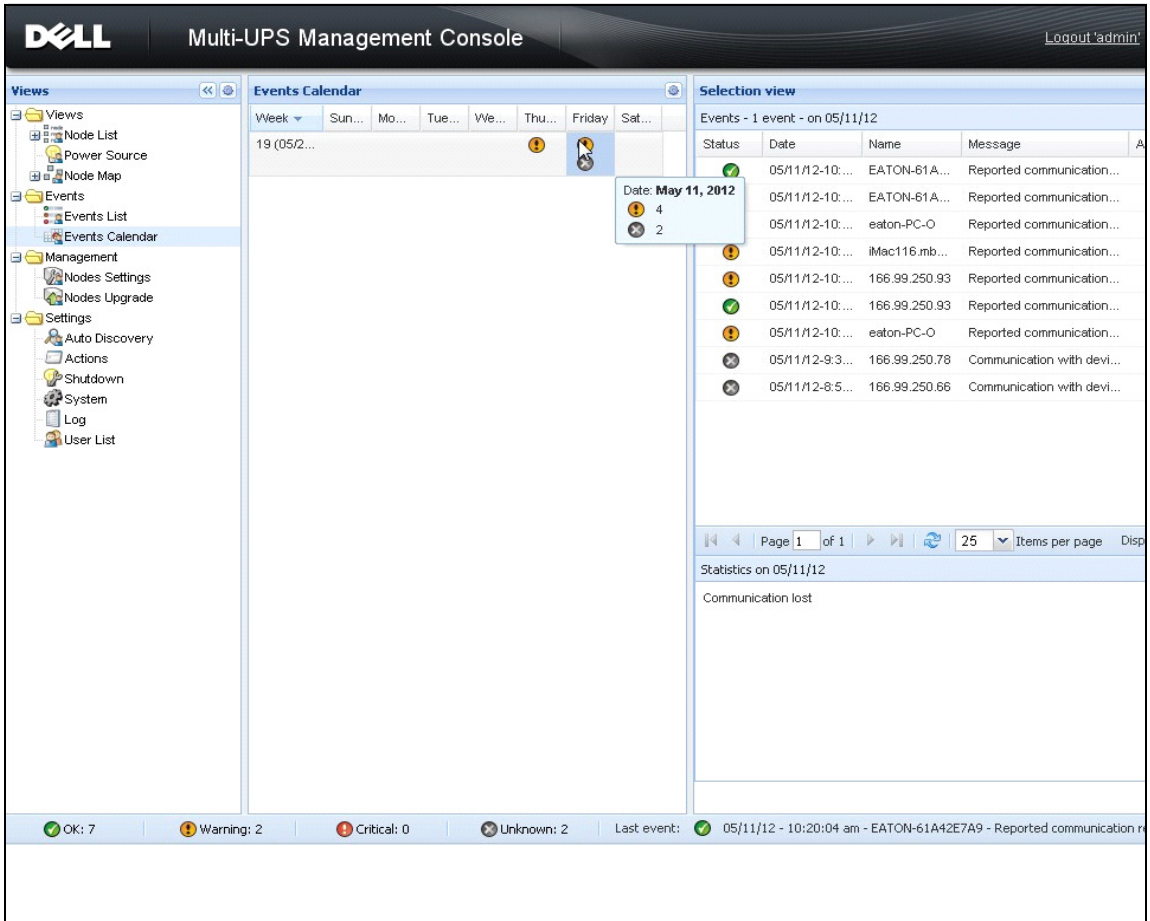 DELL Multi-UPS Management Console Logout 'admin'
Views
Views
Node List
Power Source
Node Map
Events
Events List
Events Calendar
Management
Nodes Settings
Nodes Upgrade
Settings
Auto Discovery
Actions
Shutdown
System
Log
User List
Events Calendar
Week Sun... Mo... Tue... We... Thu... Friday Sat...
19 (05/2...
Date: May 11, 2012
4
2
Selection view
Events - 1 event - on 05/11/12
Status Date Name Message A
05/11/12-10:... EATON-61A... Reported communication...
05/11/12-10:... EATON-61A... Reported communication...
05/11/12-10:... eaton-PC-O Reported communication...
05/11/12-10:... iMac116.mb... Reported communication...
05/11/12-10:... 166.99.250.93 Reported communication...
05/11/12-10:... 166.99.250.93 Reported communication...
05/11/12-10:... eaton-PC-O Reported communication...
05/11/12-9:3... 166.99.250.78 Communication with devi...
05/11/12-8:5... 166.99.250.66 Communication with devi...
Page 1 of 1 25 Items per page Disp
Statistics on 05/11/12
Communication lost
OK: 7 Warning: 2 Critical: 0 Unknown: 2 Last event: 05/11/12 - 10:20:04 am - EATON-61A42E7A9 - Reported communication re